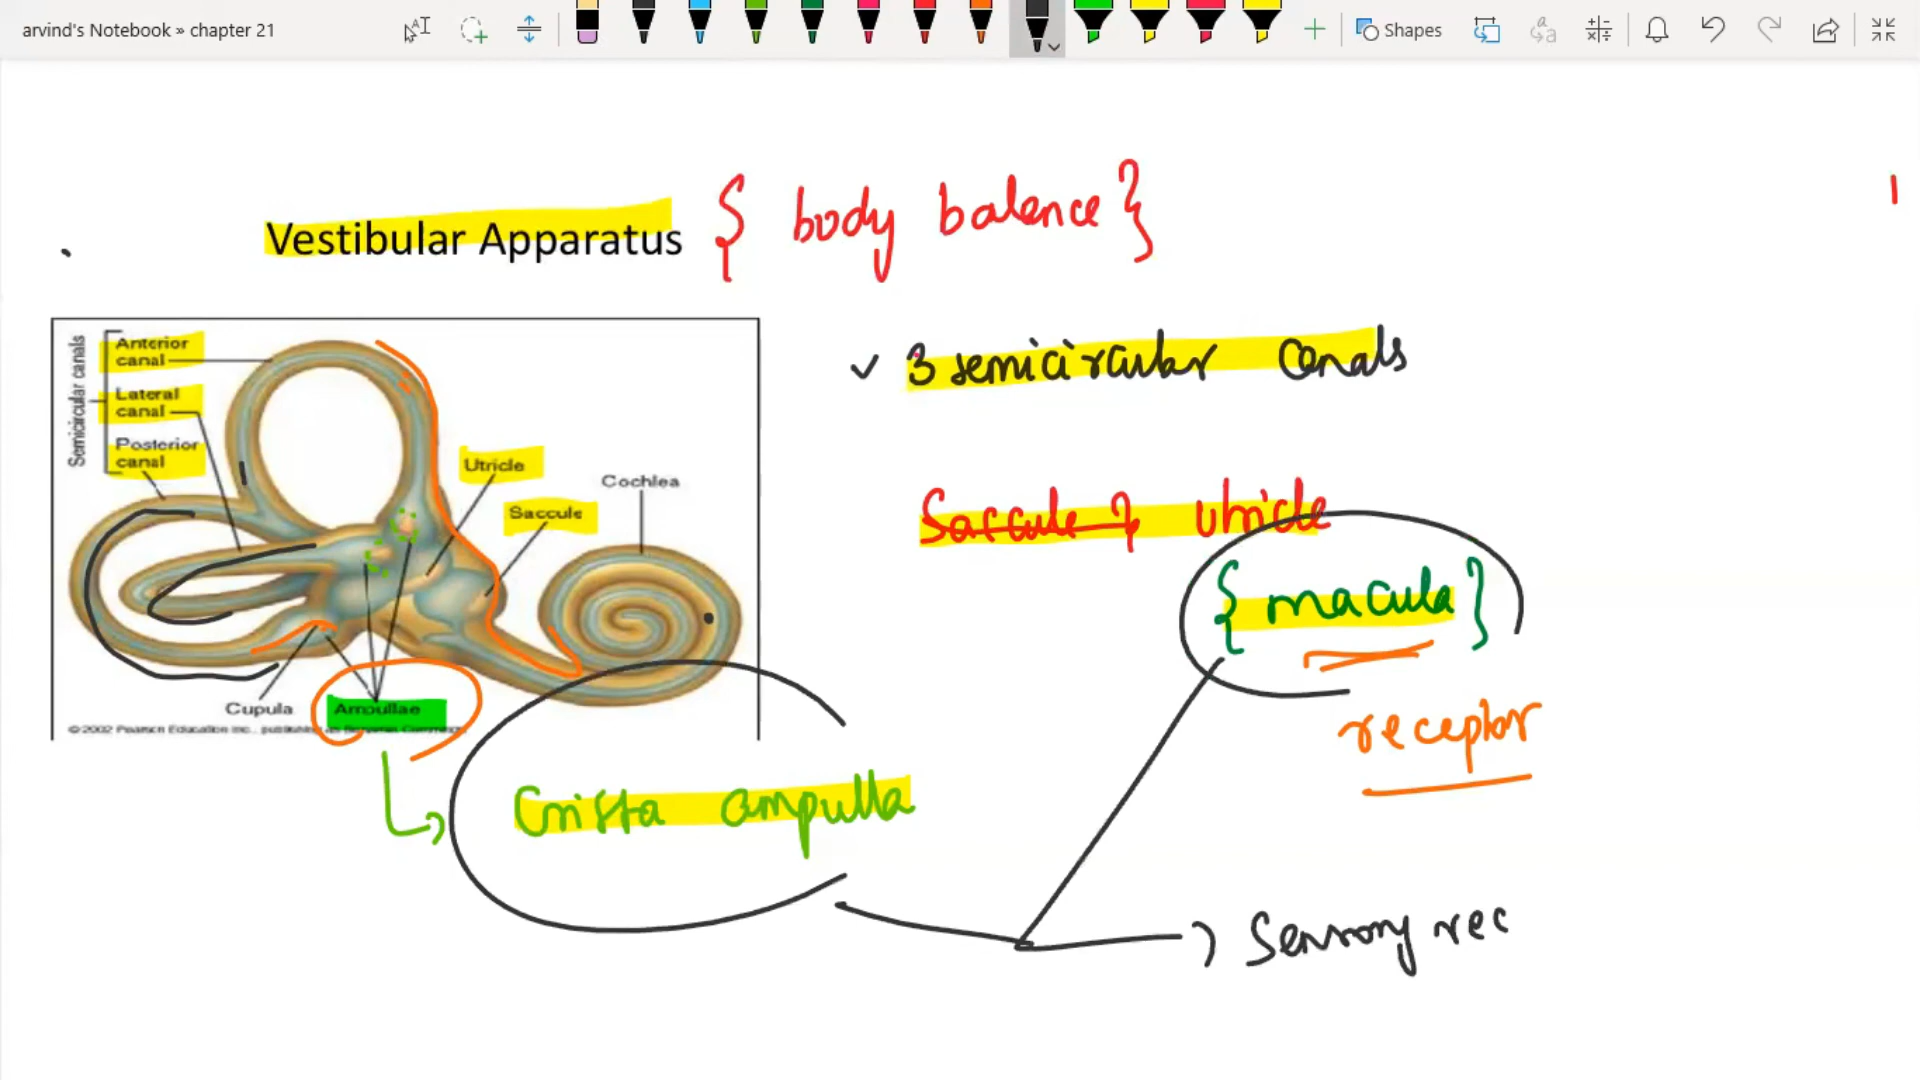 arvind's Notebook » chapter 21
Shapes
Vestibular Apparatus { body balence }
Semicircular canals
Anterior canal
Lateral canal
Posterior canal
Utricle
Saccule
Cochlea
Cupula
Ampullae
3 semicircular canals
Saccule & utricle
{ macula }
receptor
Crista ampulla
Sensory rec